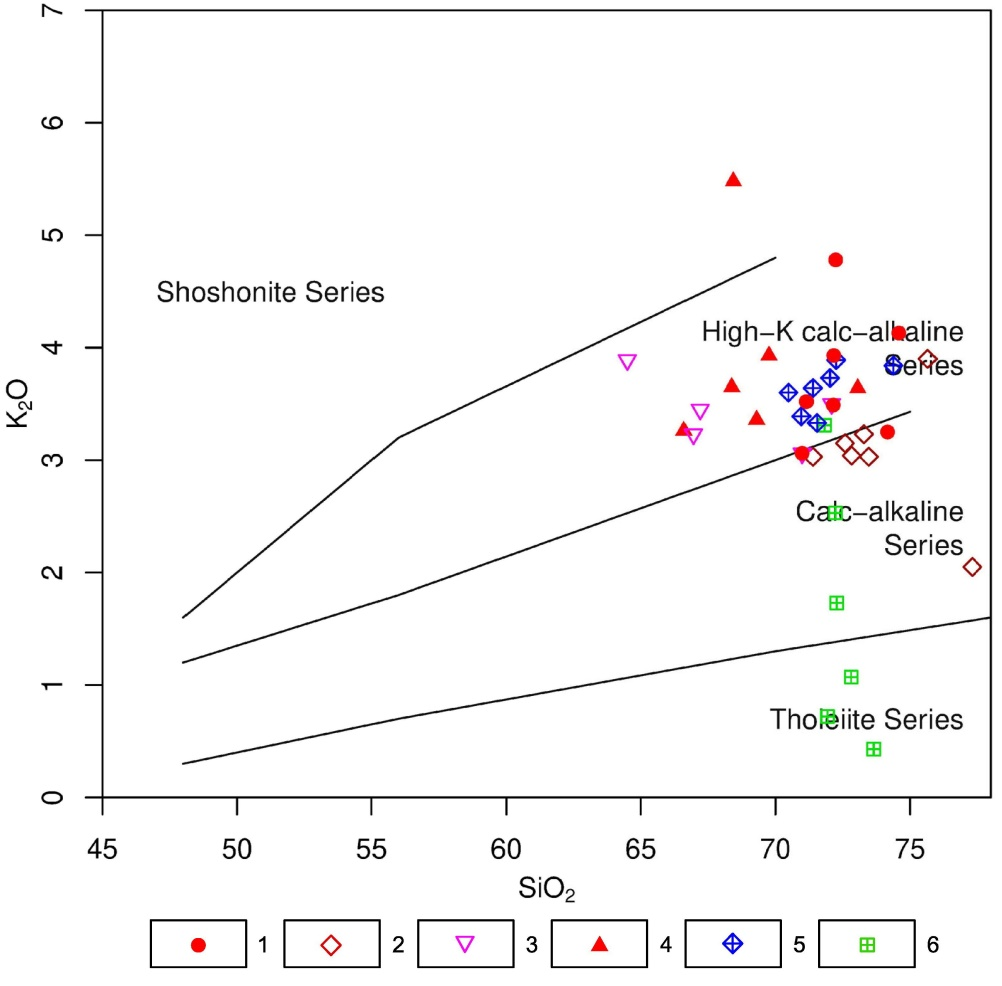 7
6
5
4
3
2
1
0
K₂O
Shoshonite Series
High–K calc–alkaline
Series
Calc–alkaline
Series
Tholeiite Series
45 50 55 60 65 70 75
SiO₂
1 2 3 4 5 6